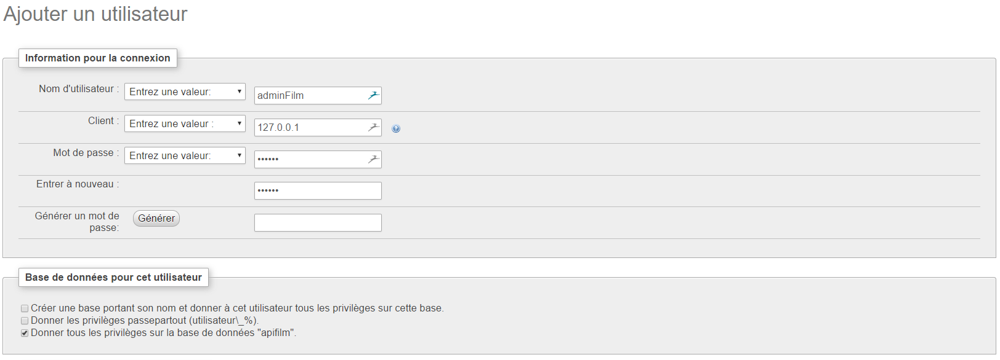 Ajouter un utilisateur
Information pour la connexion
Nom d'utilisateur : Entrez une valeur: adminFilm
Client : Entrez une valeur : 127.0.0.1
Mot de passe : Entrez une valeur: ••••••
Entrer à nouveau : ••••••
Générer un mot de Générer
passe:
Base de données pour cet utilisateur
Créer une base portant son nom et donner à cet utilisateur tous les privilèges sur cette base.
Donner les privilèges passepartout (utilisateur\_%).
Donner tous les privilèges sur la base de données "apifilm".